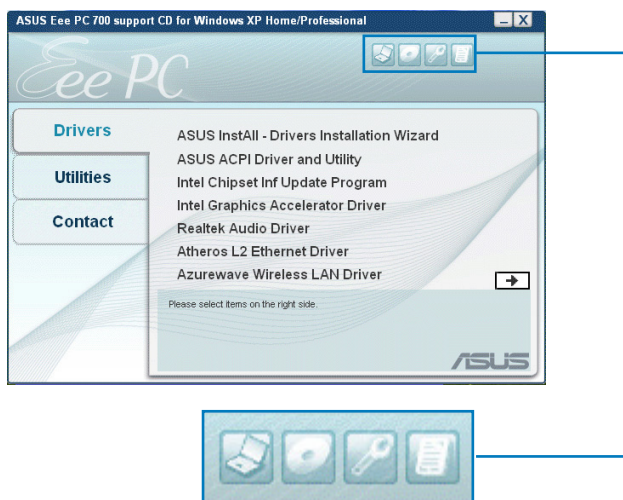 ASUS Eee PC 700 support CD for Windows XP Home/Professional
Eee PC
Drivers
Utilities
Contact
ASUS InstAll - Drivers Installation Wizard
ASUS ACPI Driver and Utility
Intel Chipset Inf Update Program
Intel Graphics Accelerator Driver
Realtek Audio Driver
Atheros L2 Ethernet Driver
Azurewave Wireless LAN Driver
Please select items on the right side.
ASUS